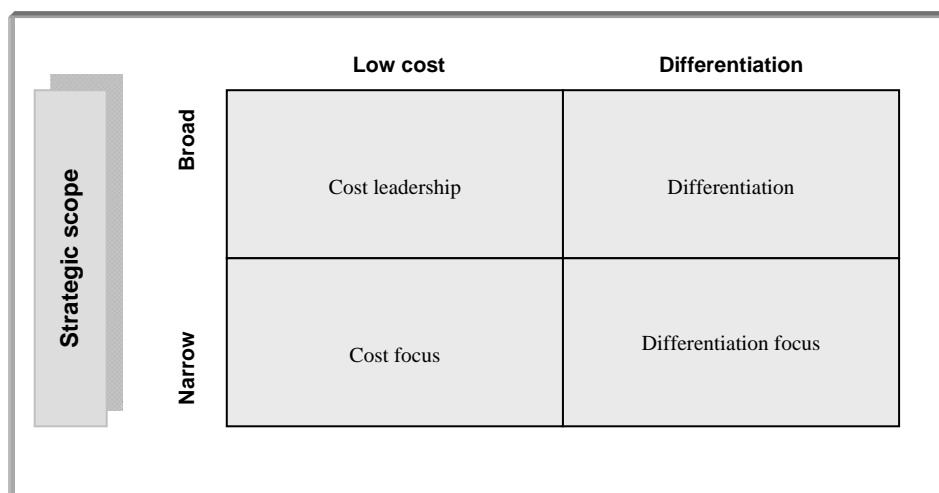 Low cost
Differentiation
Strategic scope
Broad
Cost leadership
Differentiation
Narrow
Cost focus
Differentiation focus